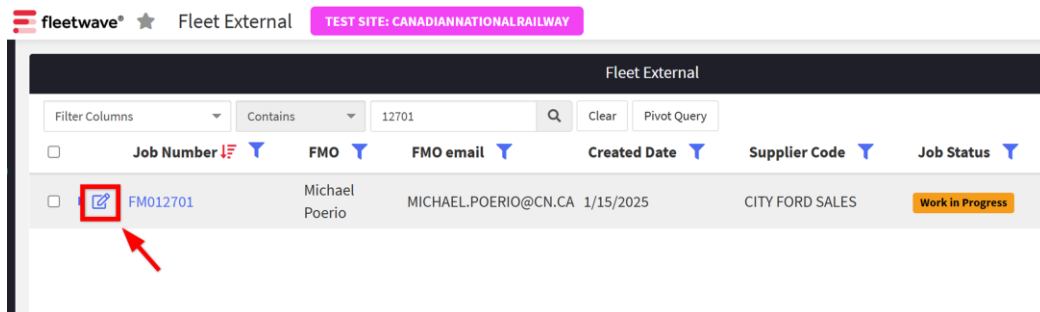 fleetwave® Fleet External TEST SITE: CANADIANNATIONALRAILWAY
Fleet External
Filter Columns Contains 12701 Clear Pivot Query
Job Number FMO FMO email Created Date Supplier Code Job Status
FM012701 Michael Poerio MICHAEL.POERIO@CN.CA 1/15/2025 CITY FORD SALES Work in Progress